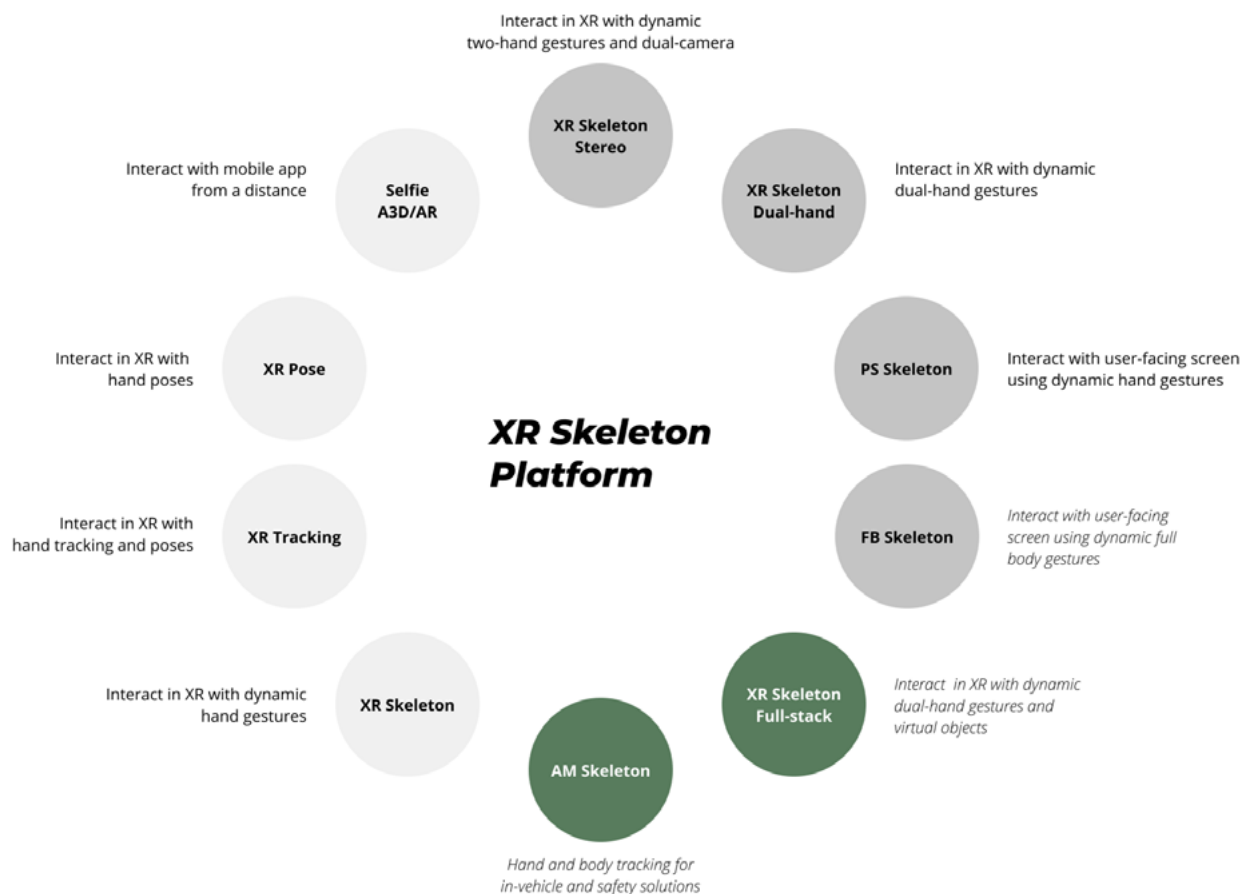 Interact in XR with dynamic
two-hand gestures and dual-camera
XR Skeleton
Stereo
Interact with mobile app
from a distance
Selfie
A3D/AR
XR Skeleton
Dual-hand
Interact in XR with dynamic
dual-hand gestures
Interact in XR with
hand poses
XR Pose
PS Skeleton
Interact with user-facing screen
using dynamic hand gestures
XR Skeleton
Platform
Interact in XR with
hand tracking and poses
XR Tracking
FB Skeleton
Interact with user-facing
screen using dynamic full
body gestures
Interact in XR with dynamic
hand gestures
XR Skeleton
XR Skeleton
Full-stack
Interact in XR with dynamic
dual-hand gestures and
virtual objects
AM Skeleton
Hand and body tracking for
in-vehicle and safety solutions